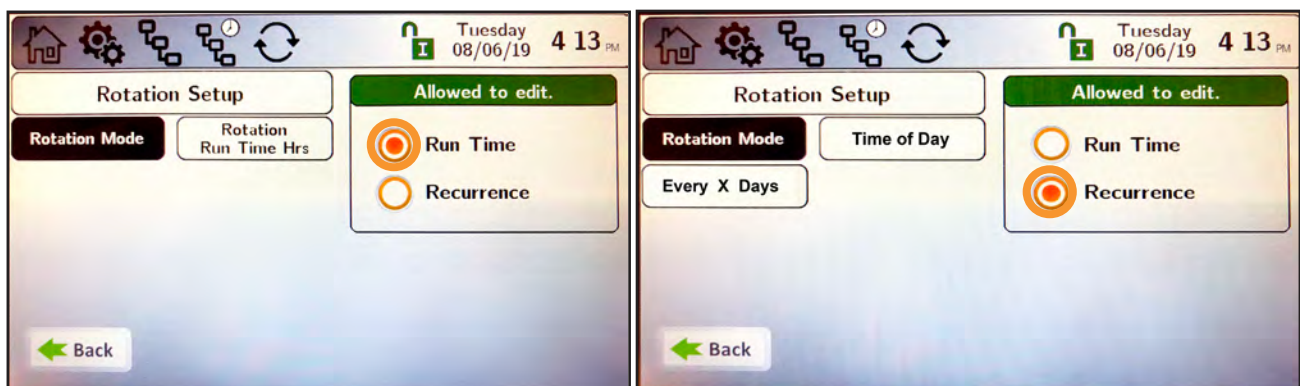 I
Tuesday
08/06/19
4 13 PM
Rotation Setup
Allowed to edit.
Rotation Mode
Rotation
Run Time Hrs
Run Time
Recurrence
Back
I
Tuesday
08/06/19
4 13 PM
Rotation Setup
Allowed to edit.
Rotation Mode
Time of Day
Run Time
Every X Days
Recurrence
Back